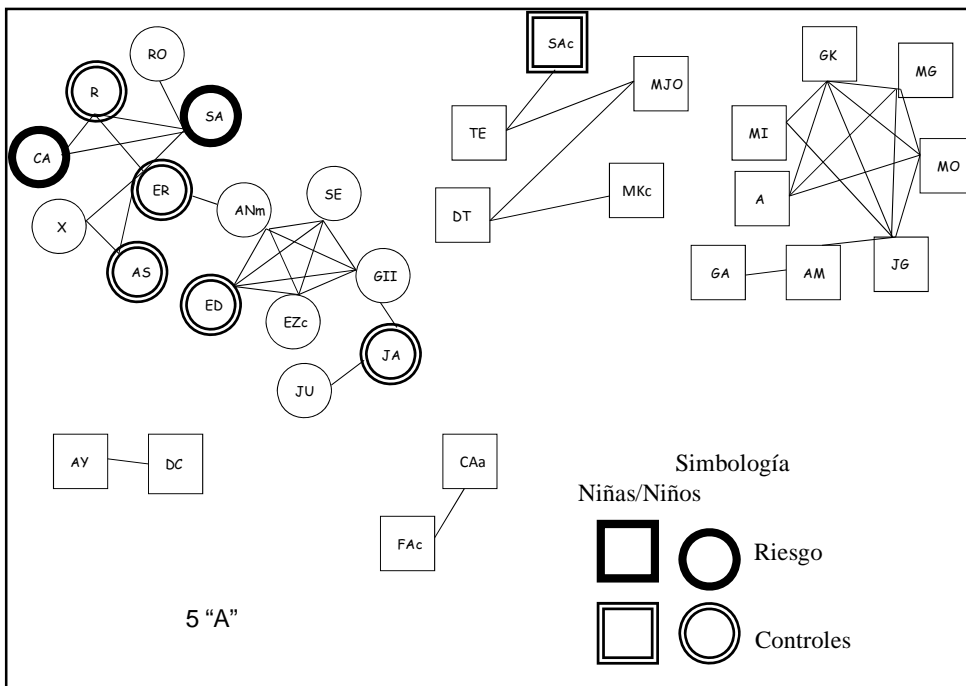 RO
SAc
GK
MG
R
MJO
SA
TE
MI
CA
MO
ER
SE
MKc
A
ANm
X
DT
AS
GII
GA
AM
JG
ED
EZc
JA
JU
AY
DC
CAa
FAc
Simbología
Niñas/Niños
Riesgo
Controles
5 “A”